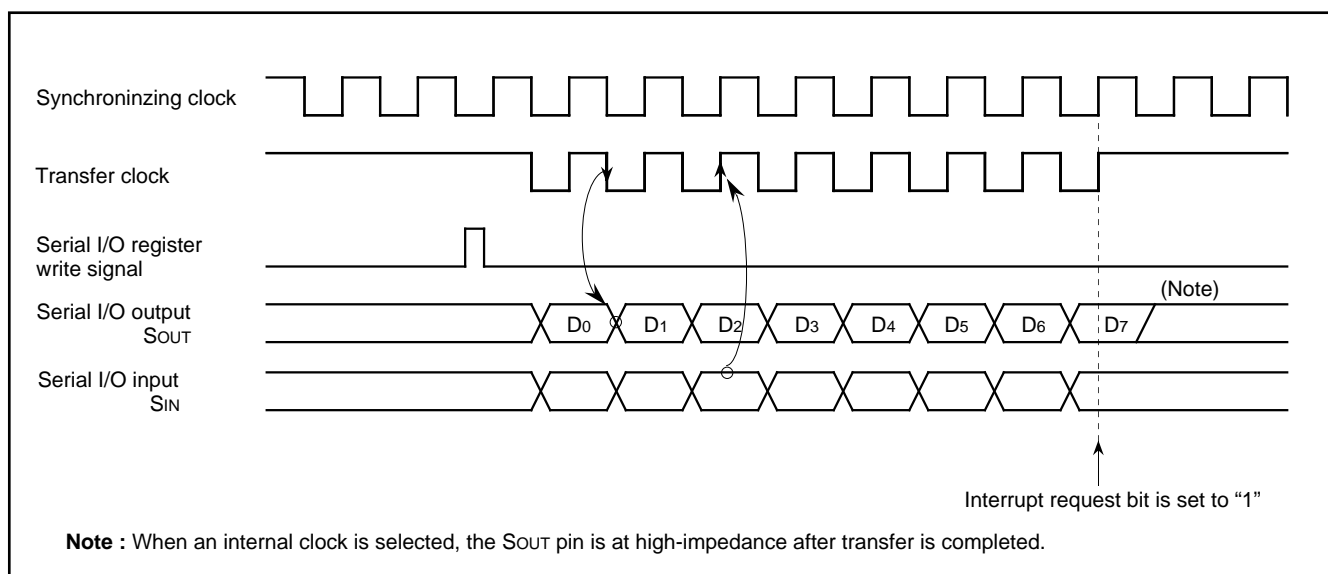 Synchroninzing clock
Transfer clock
Serial I/O register
write signal
(Note)
Serial I/O output
SOUT
D0 D1 D2 D3 D4 D5 D6 D7
Serial I/O input
SIN
Interrupt request bit is set to “1”
Note : When an internal clock is selected, the SOUT pin is at high-impedance after transfer is completed.